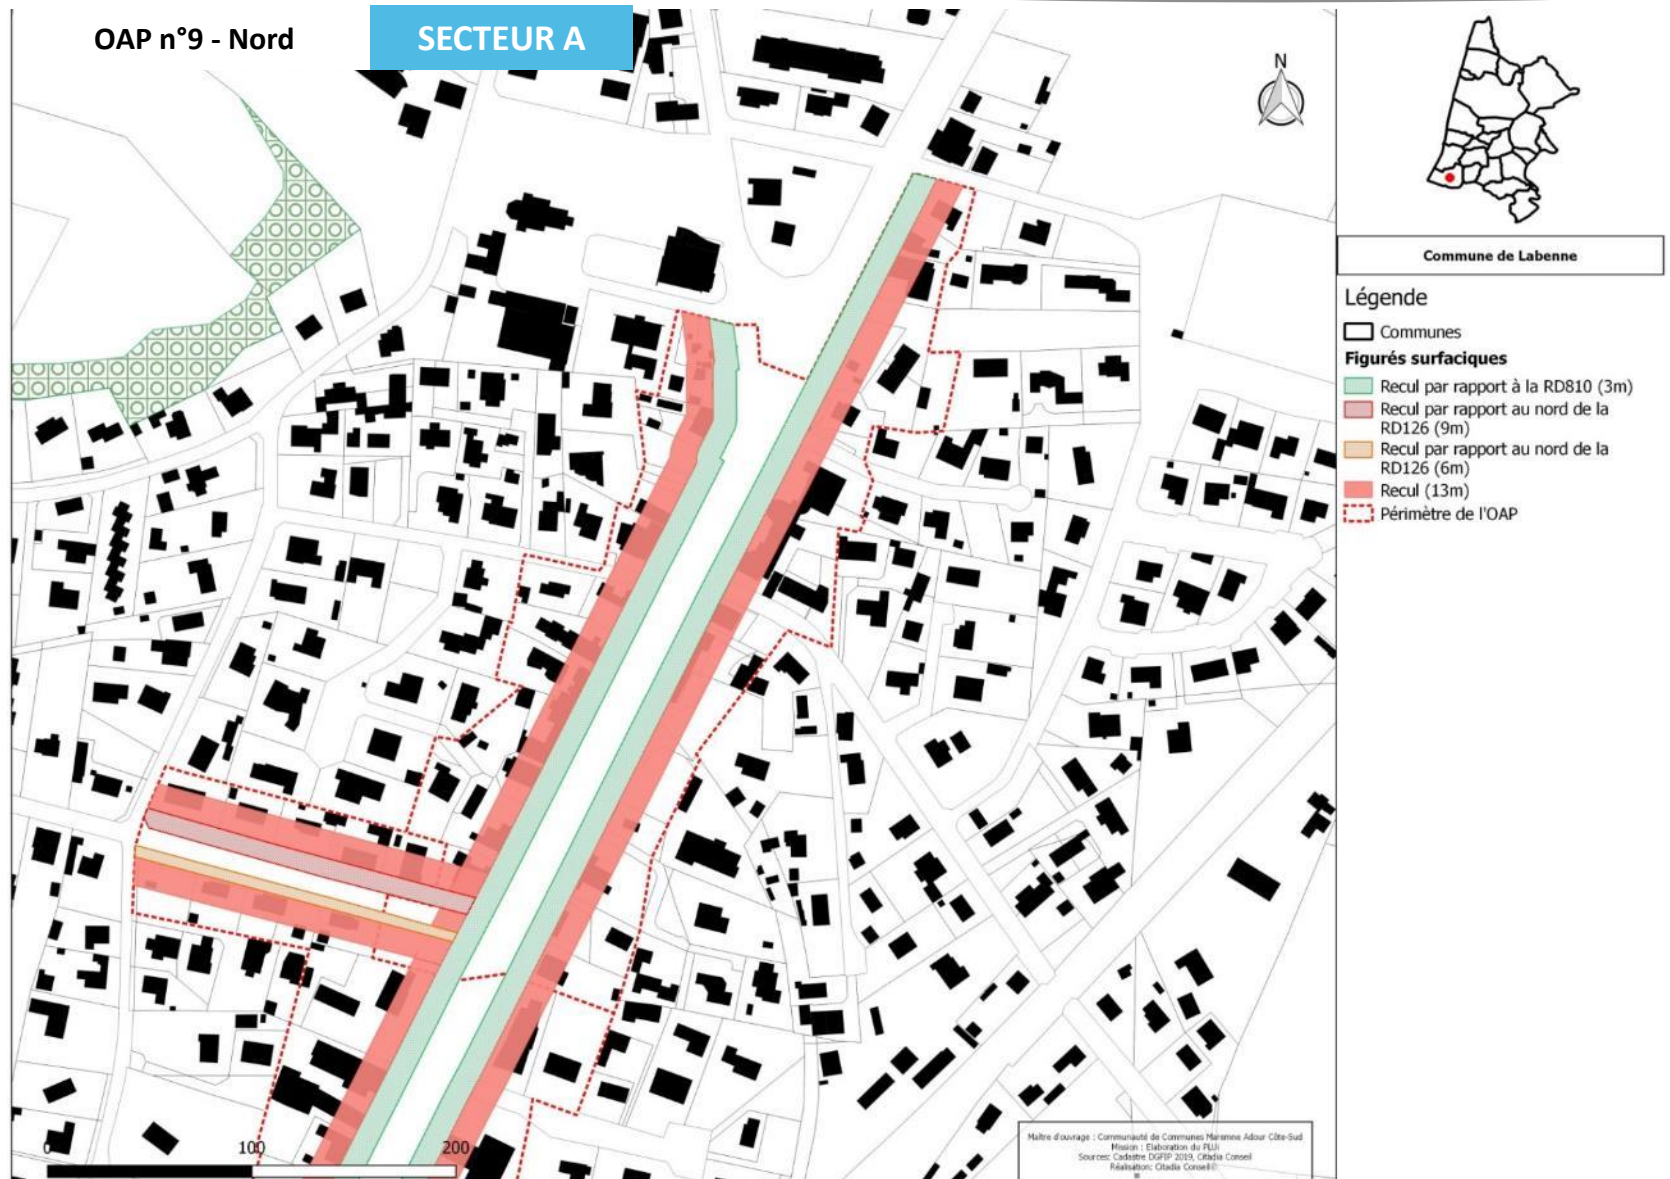 OAP n°9 - Nord
SECTEUR A
N
Commune de Labenne
Légende
Communes
Figurés surfaciques
Recul par rapport à la RD810 (3m)
Recul par rapport au nord de la
RD126 (9m)
Recul par rapport au nord de la
RD126 (6m)
Recul (13m)
Périmètre de l'OAP
0 100 200
Maître d'ouvrage : Communauté de Communes Maremne Adour Côte-Sud
Mission : Elaboration du PLUi
Sources: Cadastre DGFIP 2019, Citadia Conseil
Réalisation: Citadia Conseil©